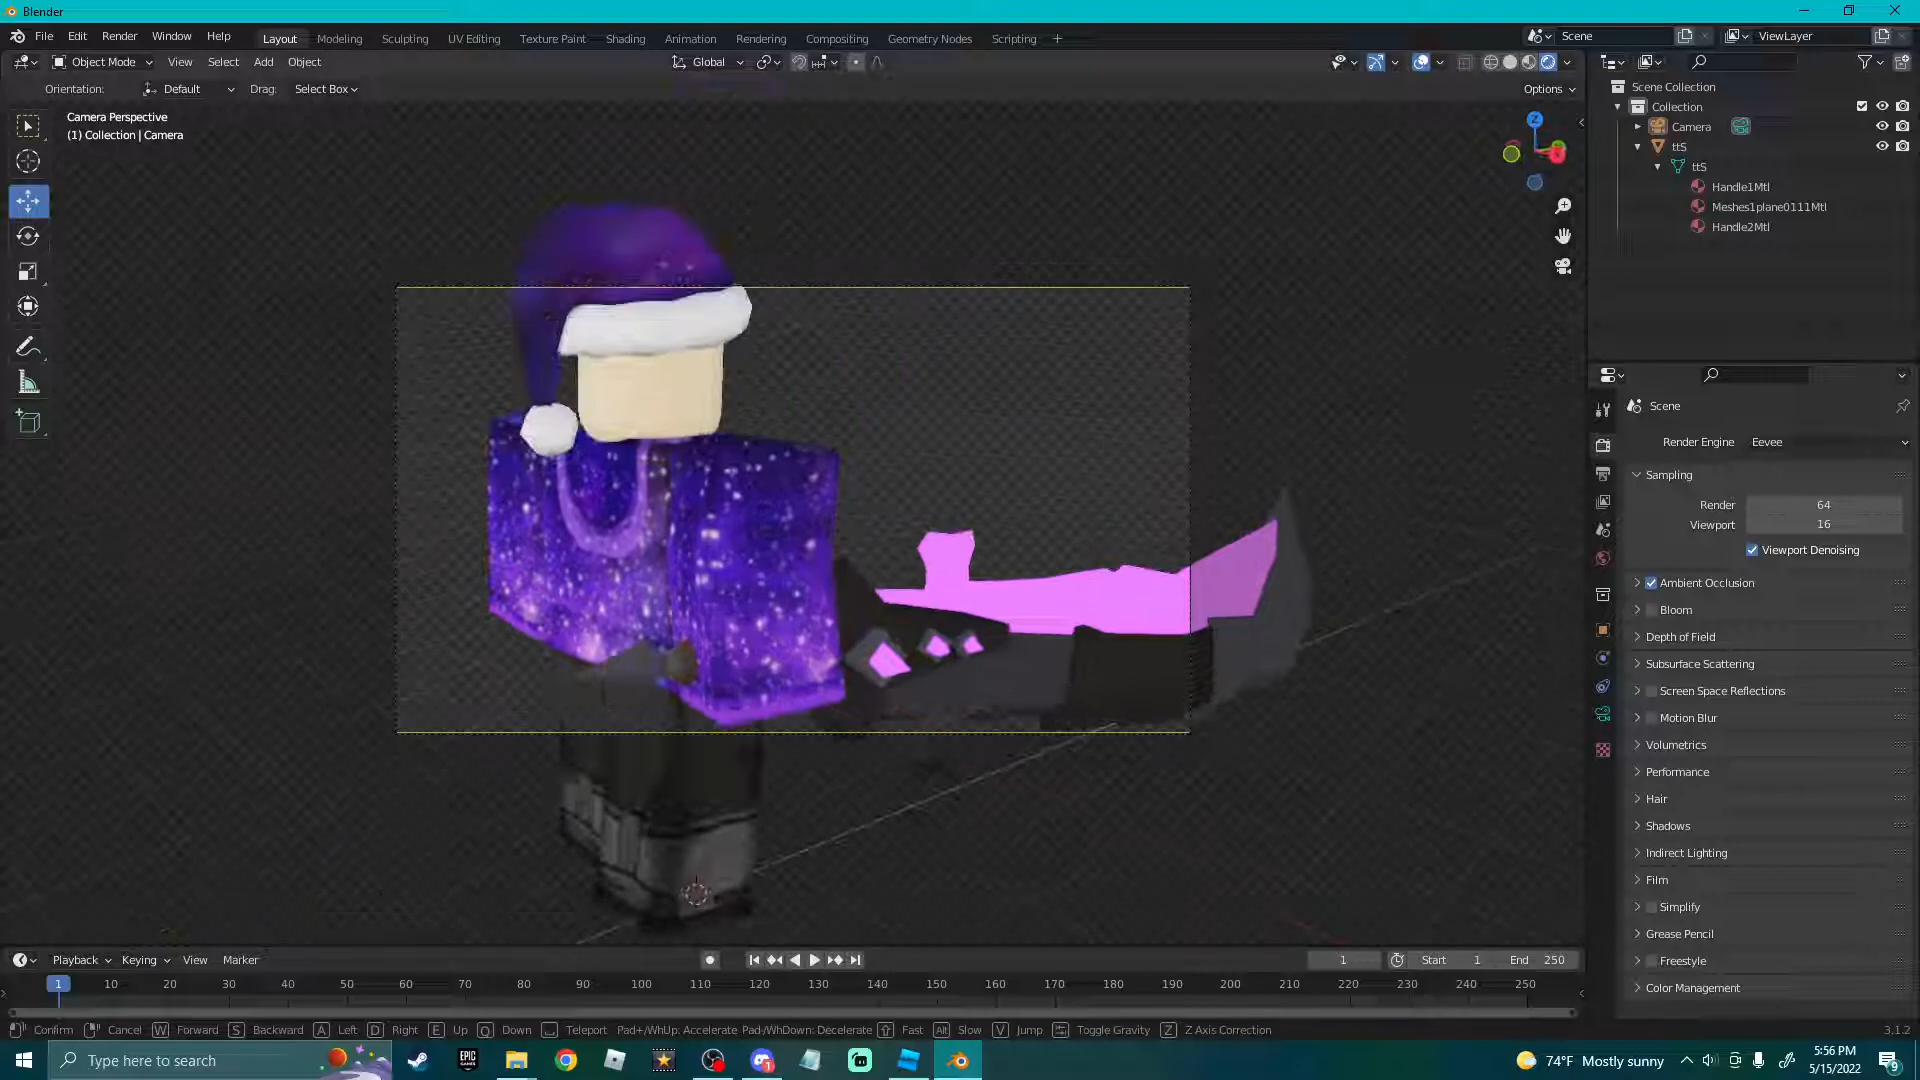 Blender
File Edit Render Window Help
Layout Modeling Sculpting UV Editing Texture Paint Shading Animation Rendering Compositing Geometry Nodes Scripting +
Scene
ViewLayer
Object Mode View Select Add Object
Global
Orientation: Default Drag: Select Box
Options
Camera Perspective
(1) Collection | Camera
Z
X
Scene Collection
Collection
Camera
ttS
ttS
Handle1Mtl
Meshes1plane0111Mtl
Handle2Mtl
Scene
Render Engine Eevee
Sampling
Render 64
Viewport 16
Viewport Denoising
Ambient Occlusion
Bloom
Depth of Field
Subsurface Scattering
Screen Space Reflections
Motion Blur
Volumetrics
Performance
Hair
Shadows
Indirect Lighting
Film
Simplify
Grease Pencil
Freestyle
Color Management
Playback Keying View Marker
1 Start 1 End 250
1 10 20 30 40 50 60 70 80 90 100 110 120 130 140 150 160 170 180 190 200 210 220 230 240 250
Confirm Cancel W Forward S Backward A Left D Right E Up Q Down Teleport Pad+/WhUp: Accelerate Pad-/WhDown: Decelerate Fast Alt Slow V Jump Toggle Gravity Z Z Axis Correction
3.1.2
Type here to search
EPIC GAMES
1
74°F Mostly sunny
5:56 PM
5/15/2022
9